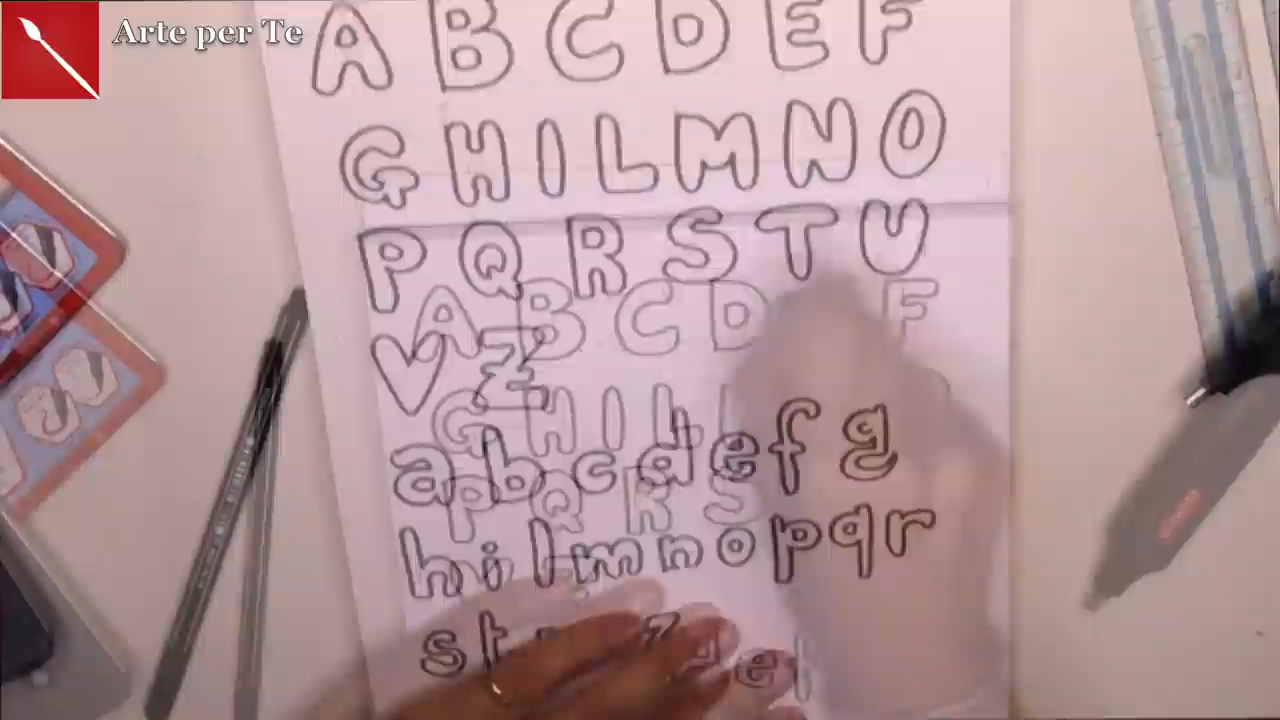 Arte per Te
A B C D E F
G H I L M N O
P Q R S T U
A B C D F
V Z
G H I L
a b c d e f g
P Q R S
h i l m n o p q r
s t
z
e